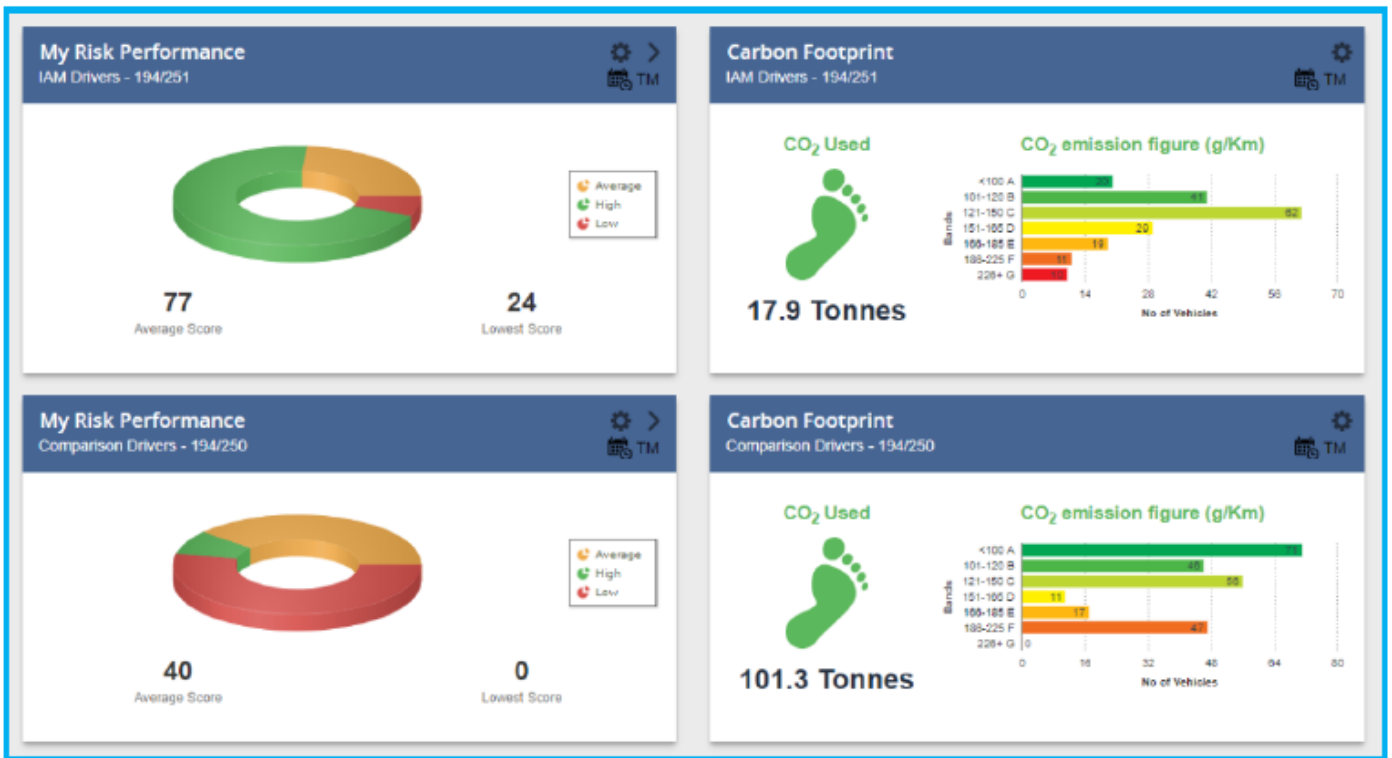 My Risk Performance
IAM Drivers - 194/251
TM
Average
High
Low
77
Average Score
24
Lowest Score
Carbon Footprint
IAM Drivers - 194/251
TM
CO₂ Used
17.9 Tonnes
CO₂ emission figure (g/Km)
Bands
<100 A
101-120 B
121-150 C
151-165 D
166-185 E
186-225 F
226+ G
20
41
62
29
19
11
10
0 14 28 42 56 70
No of Vehicles
My Risk Performance
Comparison Drivers - 194/250
TM
Average
High
Low
40
Average Score
0
Lowest Score
Carbon Footprint
Comparison Drivers - 194/250
TM
CO₂ Used
101.3 Tonnes
CO₂ emission figure (g/Km)
Bands
<100 A
101-120 B
121-150 C
151-165 D
166-185 E
186-225 F
226+ G
71
46
56
11
17
47
0
0 16 32 48 64 80
No of Vehicles